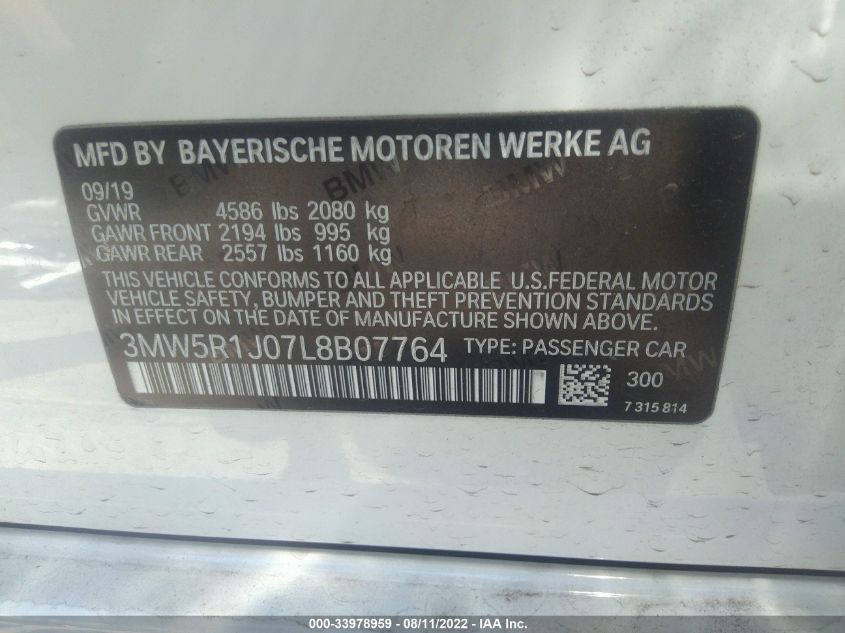 MFD BY BAYERISCHE MOTOREN WERKE AG
09/19
GVWR 4586 lbs 2080 kg
GAWR FRONT 2194 lbs 995 kg
GAWR REAR 2557 lbs 1160 kg
THIS VEHICLE CONFORMS TO ALL APPLICABLE U.S.FEDERAL MOTOR
VEHICLE SAFETY, BUMPER AND THEFT PREVENTION STANDARDS
IN EFFECT ON THE DATE OF MANUFACTURE SHOWN ABOVE.
3MW5R1J07L8B07764 TYPE: PASSENGER CAR
300
7 315 814
000-33978959 - 08/11/2022 - IAA Inc.